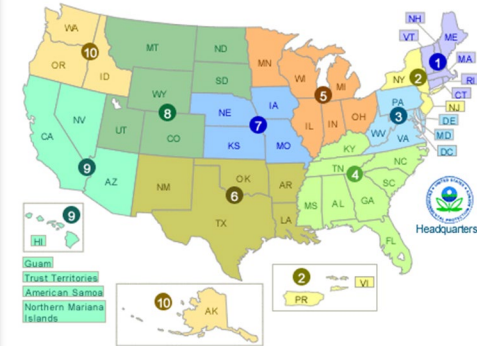 NH
WA
VT
ME
MT
ND
MN
10
1
OR
ID
WI
MA
SD
NY
2
MI
RI
WY
5
CT
PA
NJ
IA
8
NE
3
DE
NV
IL
IN
OH
7
WV
MD
UT
CO
VA
CA
KS
MO
DC
KY
9
NC
TN
4
AZ
OK
AR
SC
NM
6
MS
AL
GA
TX
LA
Headquarters
9
FL
HI
Guam
2
Trust Territories
VI
American Samoa
10
PR
Northern Mariana
Islands
AK